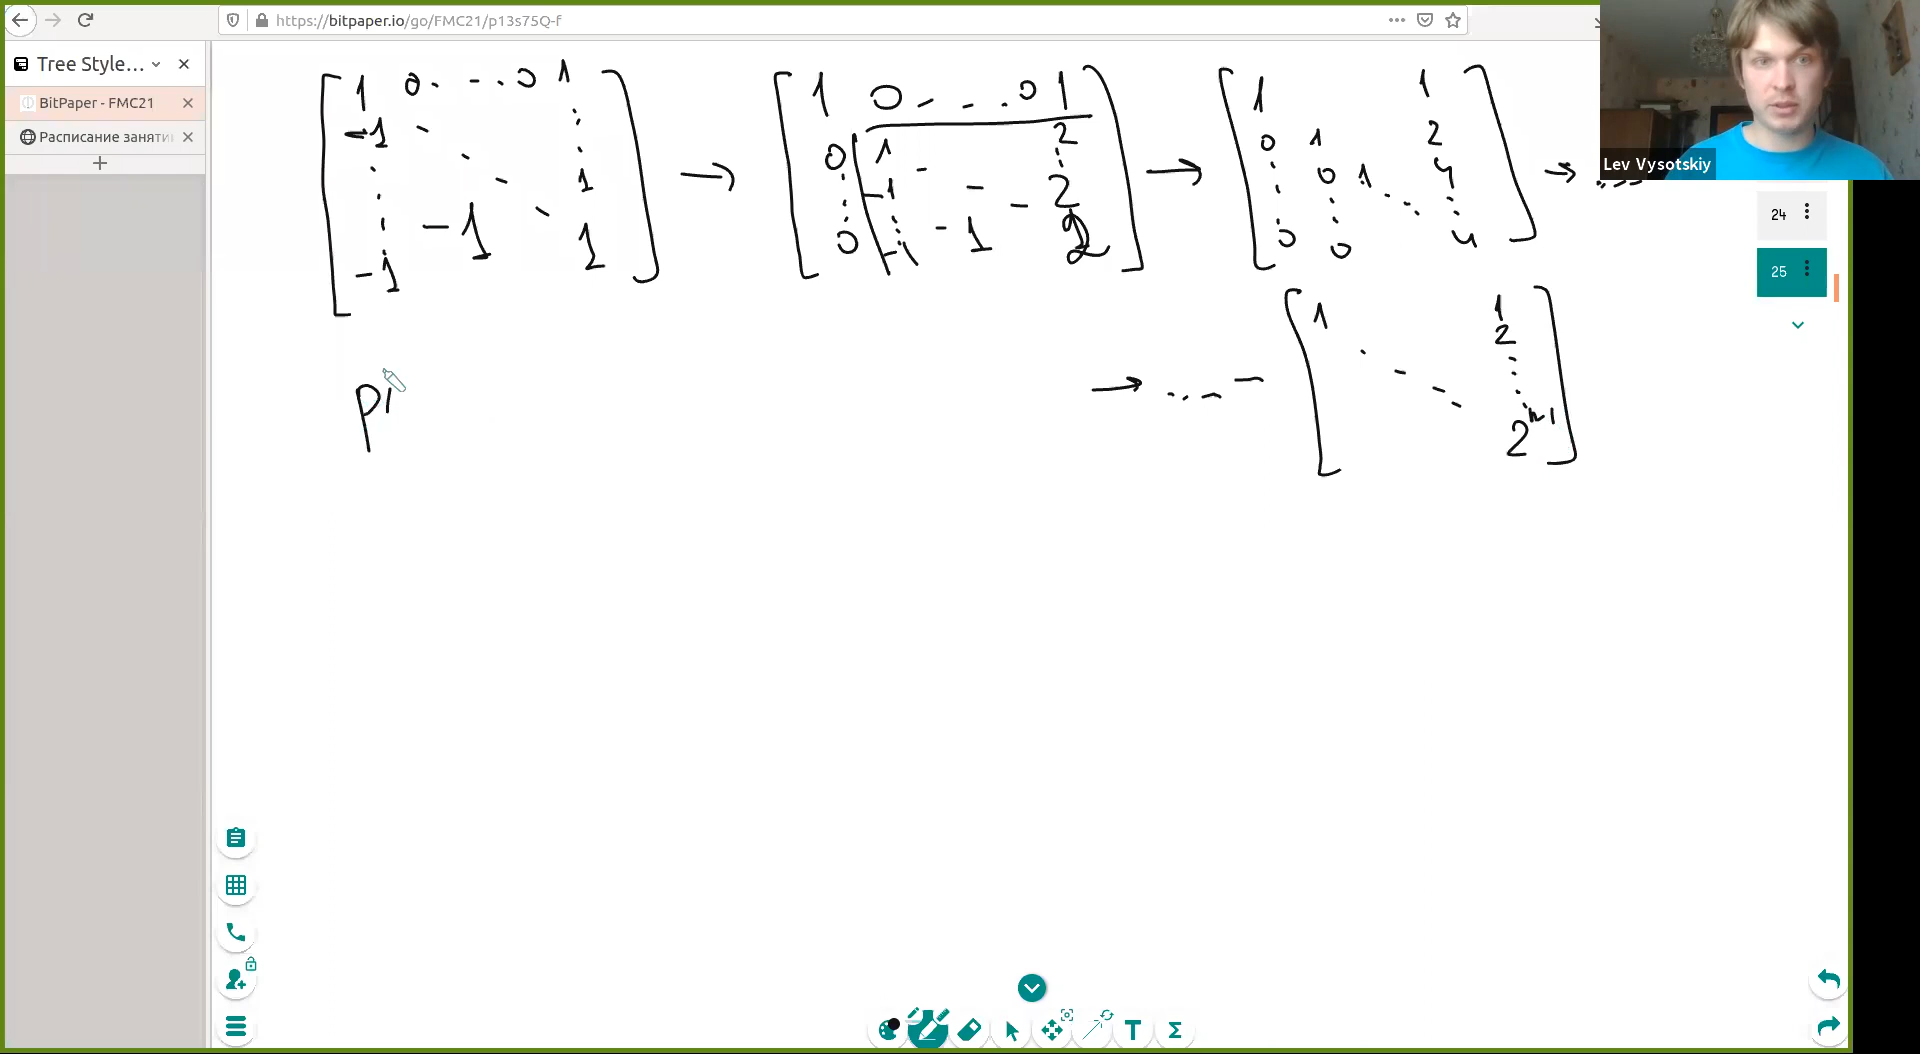 https://bitpaper.io/go/FMC21/p13s75Q-f
Tree Style...
BitPaper - FMC21
Расписание заняти
Lev Vysotskiy
24
25
1 0 . - . . 0 1
-1
1
-1 1
-1
→
1 0 - - . . 0 1
0 1 - 2
-1 - - 2
0 -1 - 1 2
→
1 1
0 1 2
0 1 4
0 0 4
→ ...
→ ...
1 1
2
2^{n-1}
pi
T
Σ